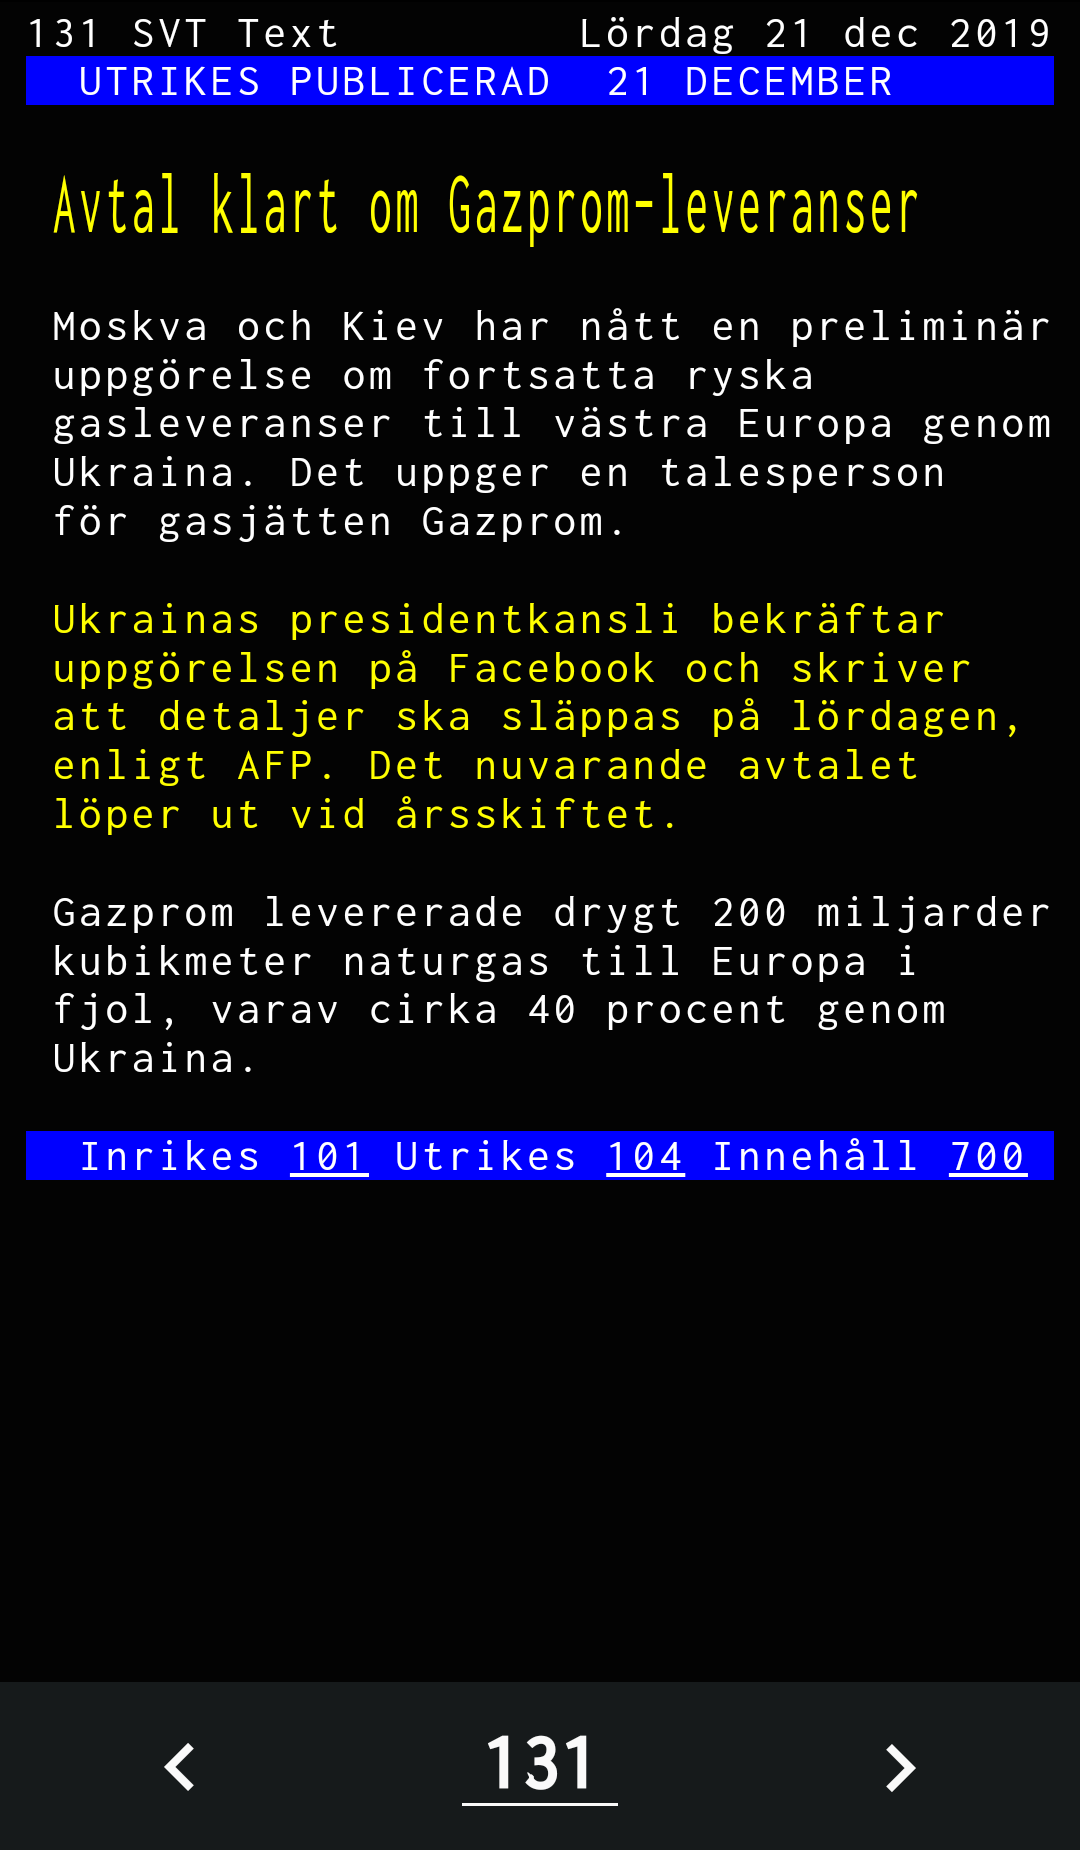 131 SVT Text Lördag 21 dec 2019
UTRIKES PUBLICERAD 21 DECEMBER
Avtal klart om Gazprom-leveranser
Moskva och Kiev har nått en preliminär
uppgörelse om fortsatta ryska
gasleveranser till västra Europa genom
Ukraina. Det uppger en talesperson
för gasjätten Gazprom.
Ukrainas presidentkansli bekräftar
uppgörelsen på Facebook och skriver
att detaljer ska släppas på lördagen,
enligt AFP. Det nuvarande avtalet
löper ut vid årsskiftet.
Gazprom levererade drygt 200 miljarder
kubikmeter naturgas till Europa i
fjol, varav cirka 40 procent genom
Ukraina.
Inrikes 101 Utrikes 104 Innehåll 700
131